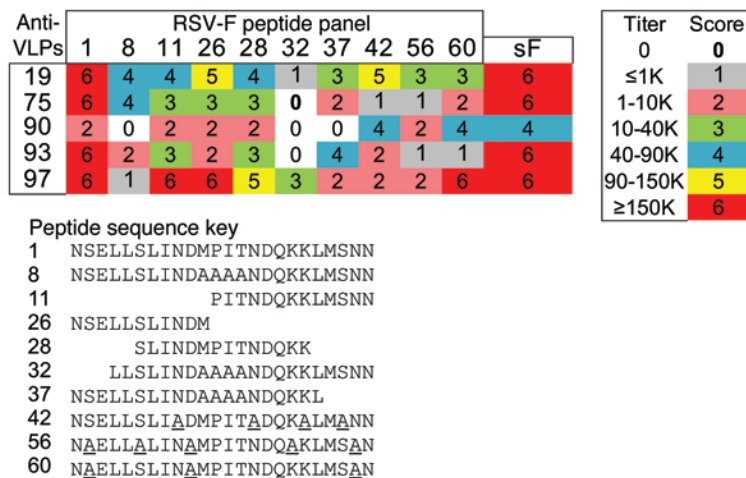 Anti- RSV-F peptide panel
VLPs 1 8 11 26 28 32 37 42 56 60 sF
19 6 4 4 5 4 1 3 5 3 3 6
75 6 4 3 3 3 0 2 1 1 2 6
90 2 0 2 2 2 0 0 4 2 4 4
93 6 2 3 2 3 0 4 2 1 1 6
97 6 1 6 6 5 3 2 2 2 6 6
Titer Score
0 0
≤1K 1
1-10K 2
10-40K 3
40-90K 4
90-150K 5
≥150K 6
Peptide sequence key
1 NSELLSLINDMPITNDQKKLMSNN
8 NSELLSLINDAAAANDQKKLMSNN
11 PITNDQKKLMSNN
26 NSELLSLINDM
28 SLINDMPITNDQKK
32 LLSLINDAAAANDQKKLMSNN
37 NSELLSLINDAAAANDQKKL
42 NSELLSLIADMPITADQKALMANN
56 NAELLALINAMPITNDQAKLMSAN
60 NAELLSLINAMPITNDQKKLMSAN